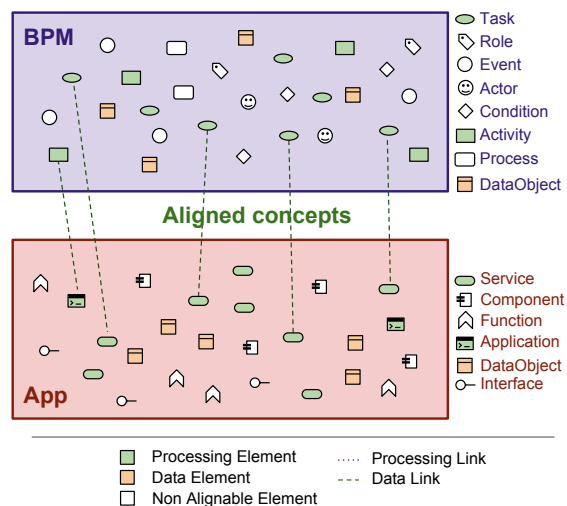 BPM
Task
Role
Event
Actor
Condition
Activity
Process
DataObject
Aligned concepts
Service
Component
Function
Application
DataObject
Interface
App
Processing Element
Data Element
Non Alignable Element
Processing Link
Data Link